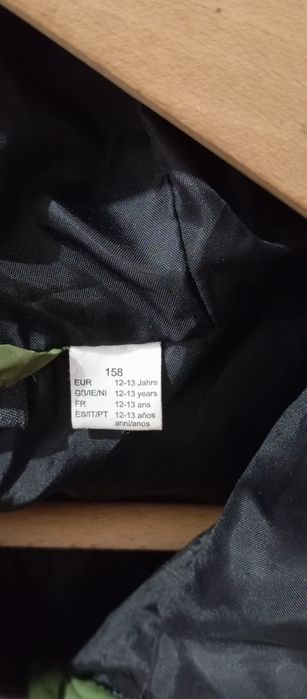 158
EUR 12-13 Jahre
GB/IE/NI 12-13 years
FR 12-13 ans
ES/IT/PT 12-13 años
anni/anos